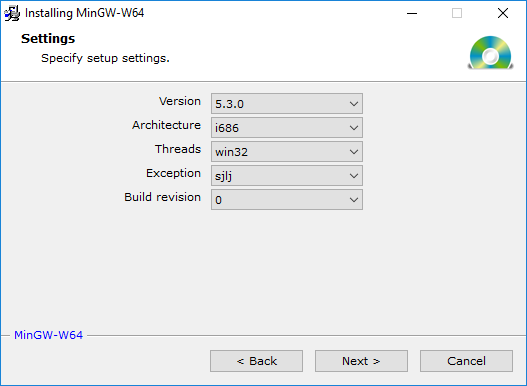 Installing MinGW-W64
Settings
Specify setup settings.
Version 5.3.0
Architecture i686
Threads win32
Exception sjlj
Build revision 0
MinGW-W64
< Back Next > Cancel